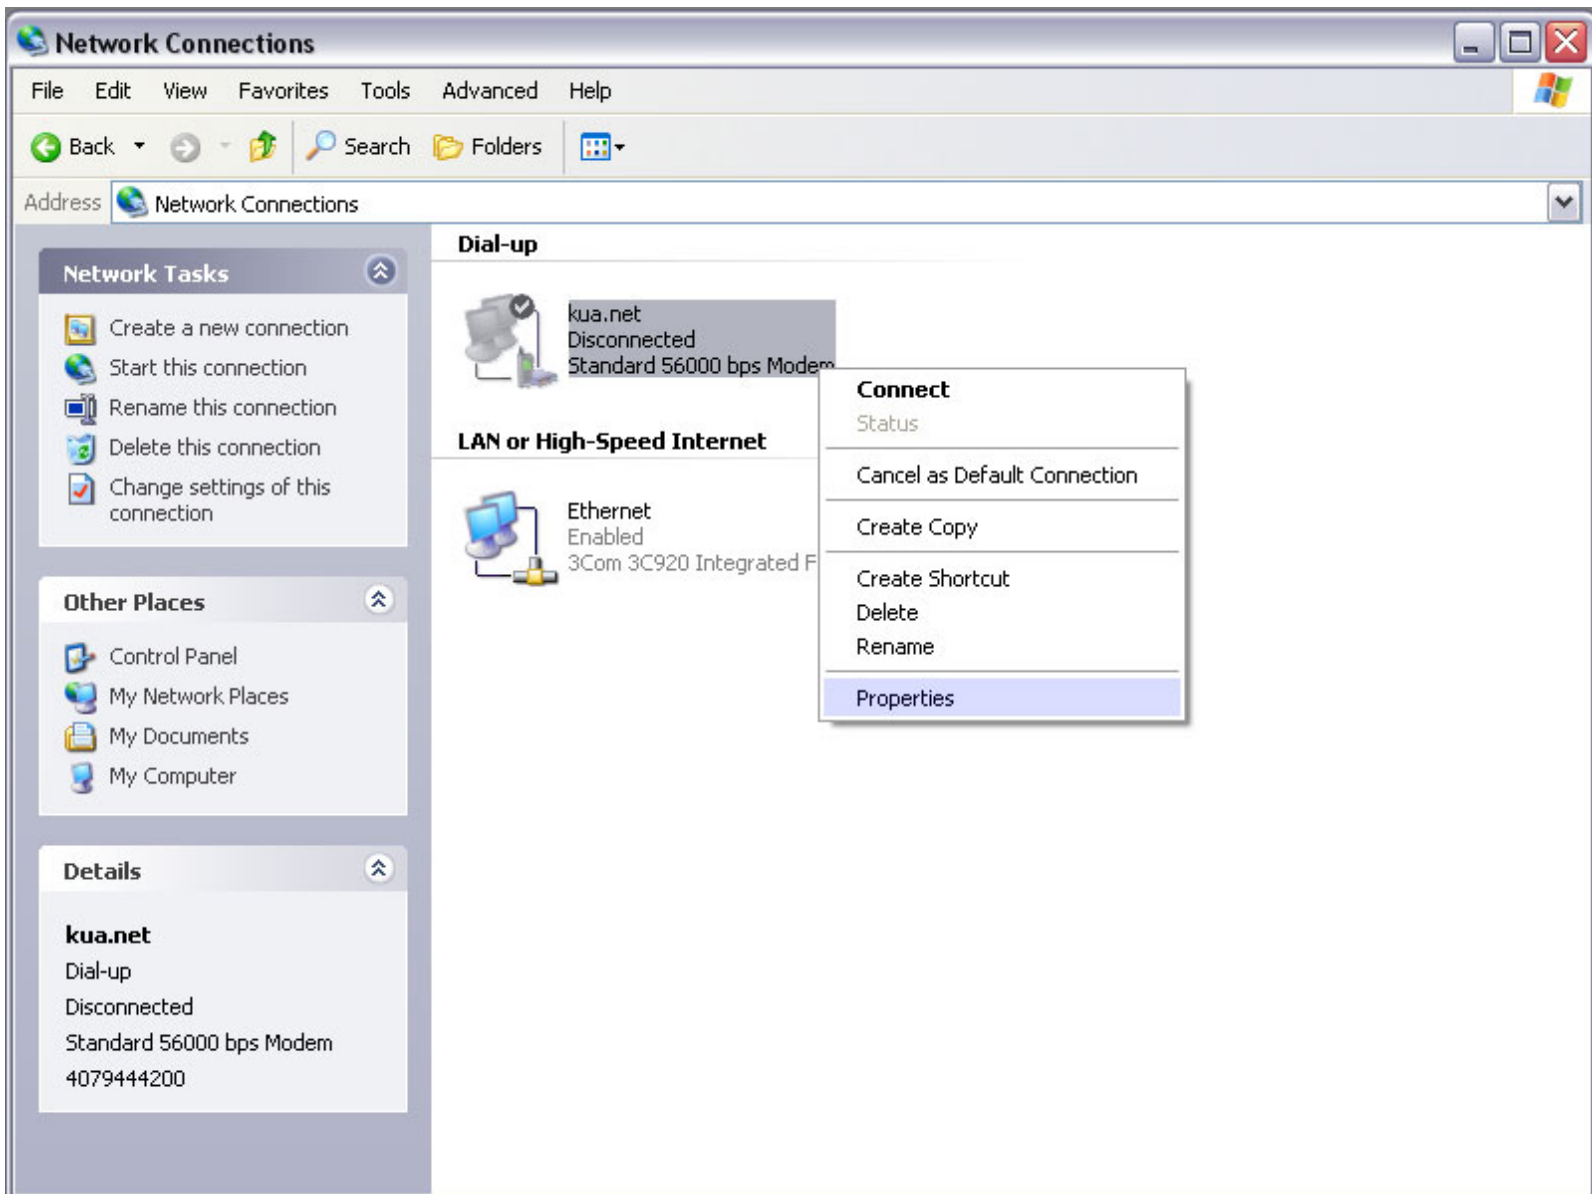 Network Connections
File Edit View Favorites Tools Advanced Help
Back Search Folders
Address Network Connections
Network Tasks
Create a new connection
Start this connection
Rename this connection
Delete this connection
Change settings of this
connection
Other Places
Control Panel
My Network Places
My Documents
My Computer
Details
kua.net
Dial-up
Disconnected
Standard 56000 bps Modem
4079444200
Dial-up
kua.net
Disconnected
Standard 56000 bps Modem
LAN or High-Speed Internet
Ethernet
Enabled
3Com 3C920 Integrated F
Connect
Status
Cancel as Default Connection
Create Copy
Create Shortcut
Delete
Rename
Properties